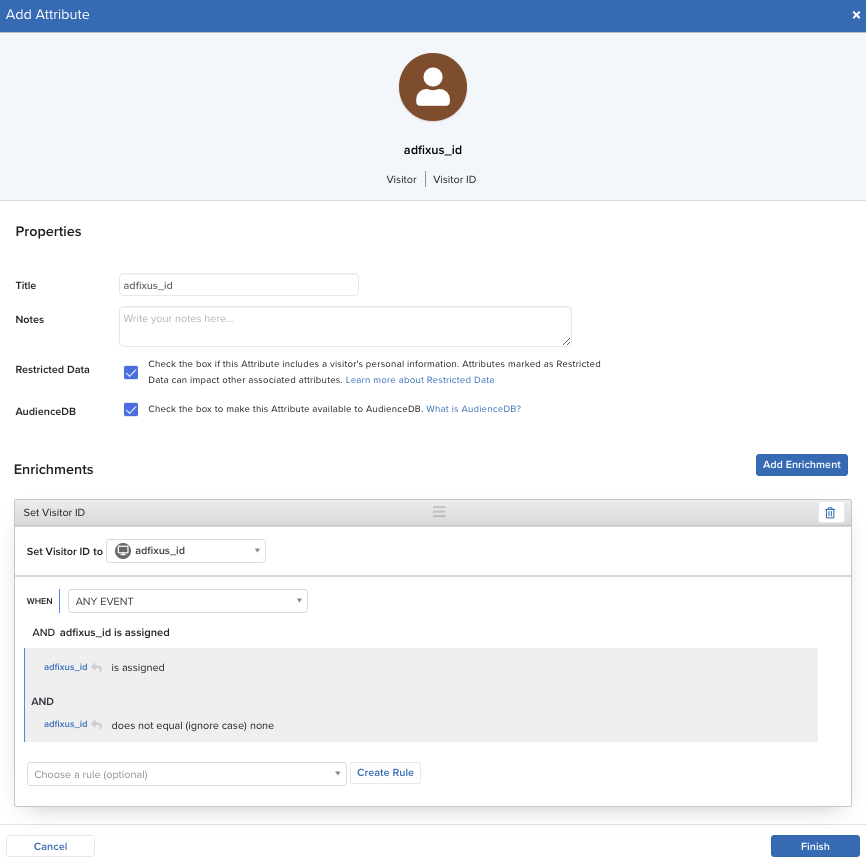 Add Attribute
adfixus_id
Visitor | Visitor ID
Properties
Title
adfixus_id
Notes
Write your notes here...
Restricted Data
Check the box if this Attribute includes a visitor's personal information. Attributes marked as Restricted
Data can impact other associated attributes. Learn more about Restricted Data
AudienceDB
Check the box to make this Attribute available to AudienceDB. What is AudienceDB?
Enrichments
Add Enrichment
Set Visitor ID
Set Visitor ID to adfixus_id
WHEN ANY EVENT
AND adfixus_id is assigned
adfixus_id is assigned
AND
adfixus_id does not equal (ignore case) none
Choose a rule (optional)
Create Rule
Cancel
Finish